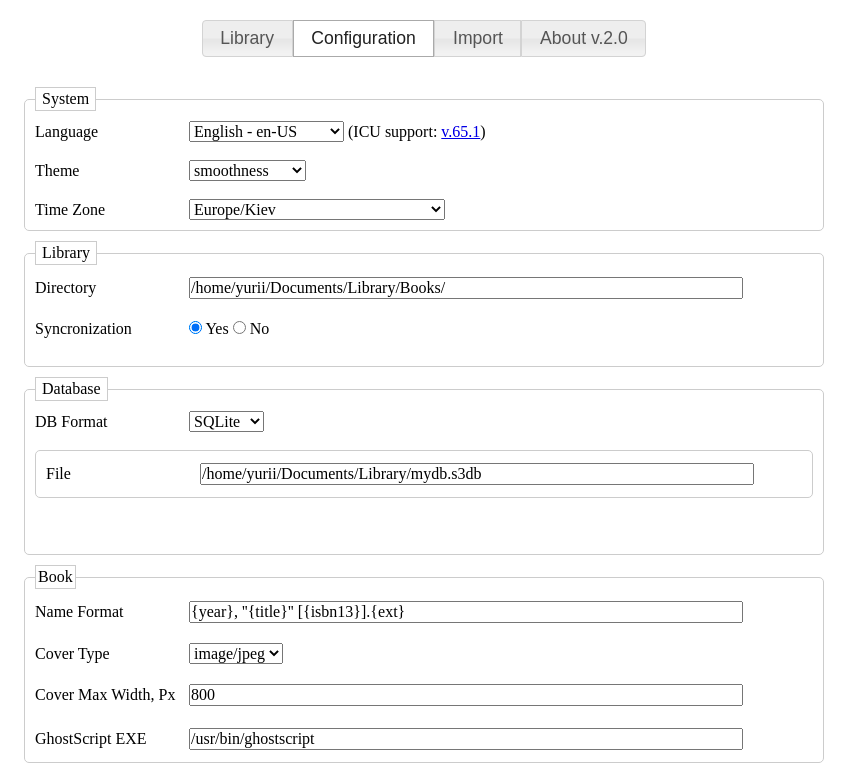 Library Configuration Import About v.2.0
System
Language English - en-US (ICU support: v.65.1)
Theme smoothness
Time Zone Europe/Kiev
Library
Directory /home/yurii/Documents/Library/Books/
Syncronization Yes No
Database
DB Format SQLite
File /home/yurii/Documents/Library/mydb.s3db
Book
Name Format {year}, "{title}" [{isbn13}].{ext}
Cover Type image/jpeg
Cover Max Width, Px 800
GhostScript EXE /usr/bin/ghostscript